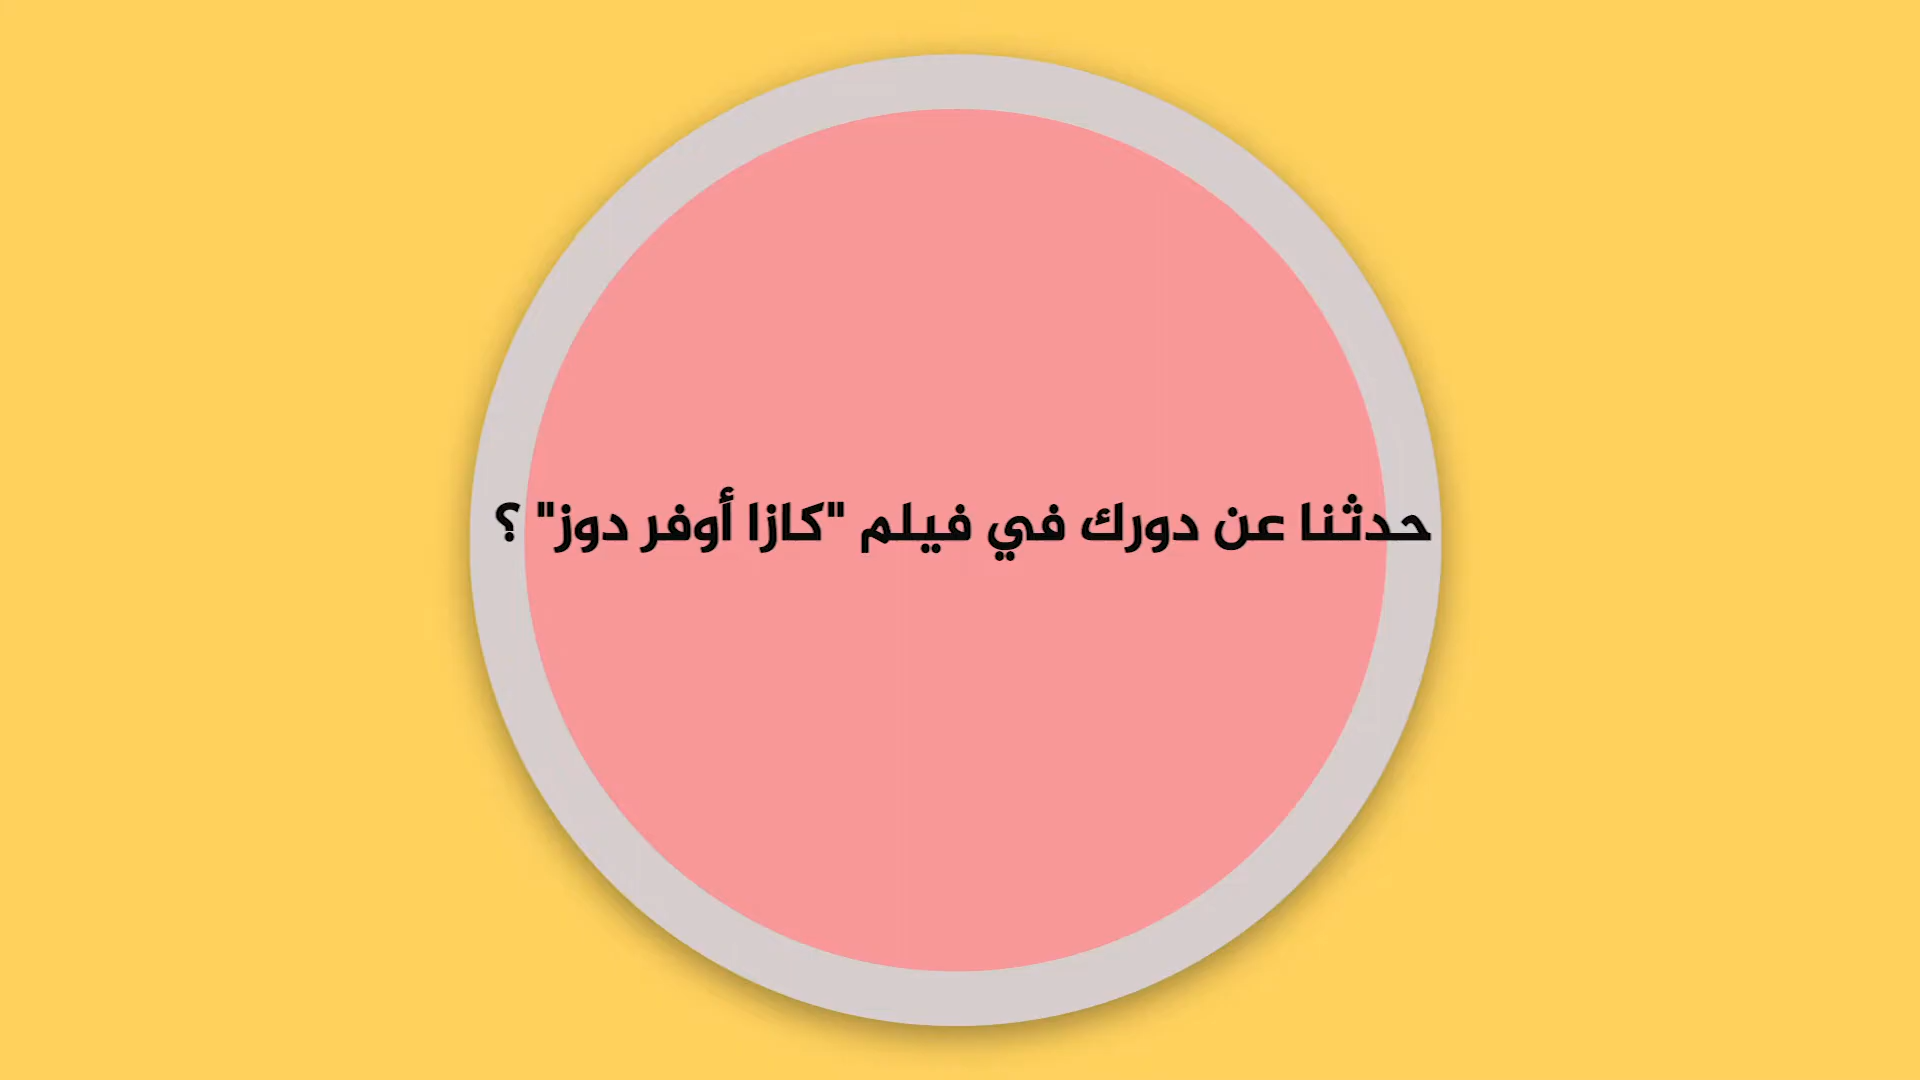 حدثنا عن دورك في فيلم "كازا أوفر دوز" ؟